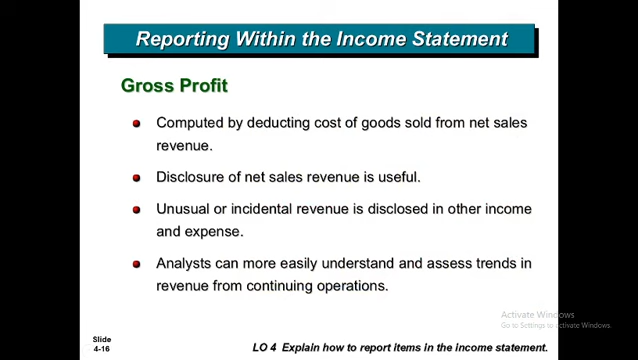 Reporting Within the Income Statement
Gross Profit
Computed by deducting cost of goods sold from net sales
revenue.
Disclosure of net sales revenue is useful.
Unusual or incidental revenue is disclosed in other income
and expense.
Analysts can more easily understand and assess trends in
revenue from continuing operations.
Activate Windows
Go to Settings to activate Windows.
Slide
4-16
LO 4 Explain how to report items in the income statement.